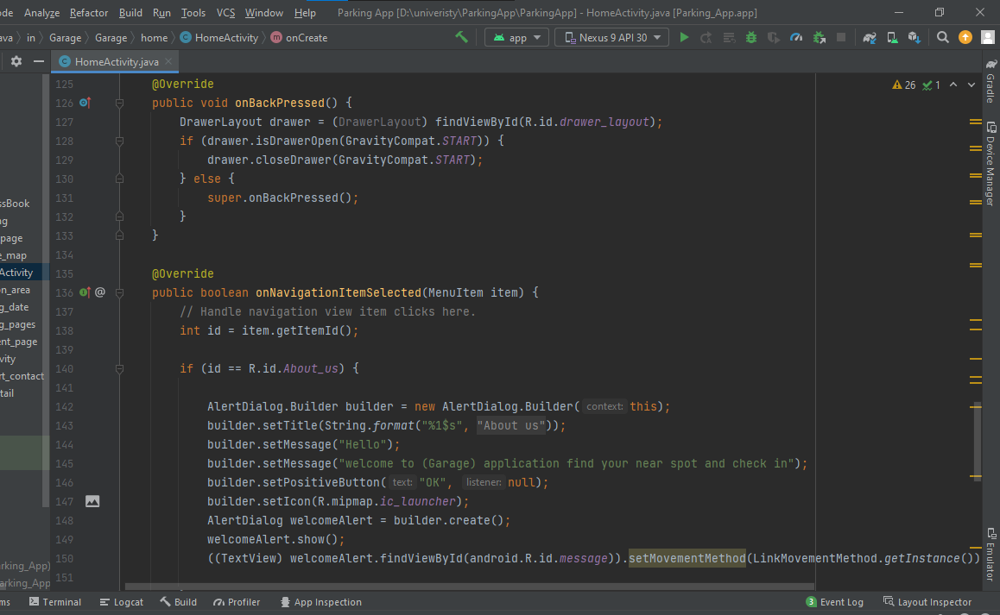 ode Analyze Refactor Build Run Tools VCS Window Help Parking App [D:\univeristy\ParkingApp\ParkingApp] - HomeActivity.java [Parking_App.app]
ava in Garage Garage home HomeActivity onCreate app Nexus 9 API 30
HomeActivity.java
26 1
125 @Override
126 public void onBackPressed() {
127 DrawerLayout drawer = (DrawerLayout) findViewById(R.id.drawer_layout);
128 if (drawer.isDrawerOpen(GravityCompat.START)) {
129 drawer.closeDrawer(GravityCompat.START);
130 } else {
131 super.onBackPressed();
132 }
133 }
134
135 @Override
136 public boolean onNavigationItemSelected(MenuItem item) {
137 // Handle navigation view item clicks here.
138 int id = item.getItemId();
139
140 if (id == R.id.About_us) {
141
142 AlertDialog.Builder builder = new AlertDialog.Builder( context: this);
143 builder.setTitle(String.format("%1$s", "About us"));
144 builder.setMessage("Hello");
145 builder.setMessage("welcome to (Garage) application find your near spot and check in");
146 builder.setPositiveButton( text: "OK", listener: null);
147 builder.setIcon(R.mipmap.ic_launcher);
148 AlertDialog welcomeAlert = builder.create();
149 welcomeAlert.show();
150 ((TextView) welcomeAlert.findViewById(android.R.id.message)).setMovementMethod(LinkMovementMethod.getInstance())
151
ssBook
ng
page
e_map
Activity
on_area
g_date
g_pages
ent_page
vity
rt_contact
tail
arking_App)
arking_App
Gradle
Device Manager
Emulator
ms Terminal Logcat Build Profiler App Inspection 3 Event Log Layout Inspector